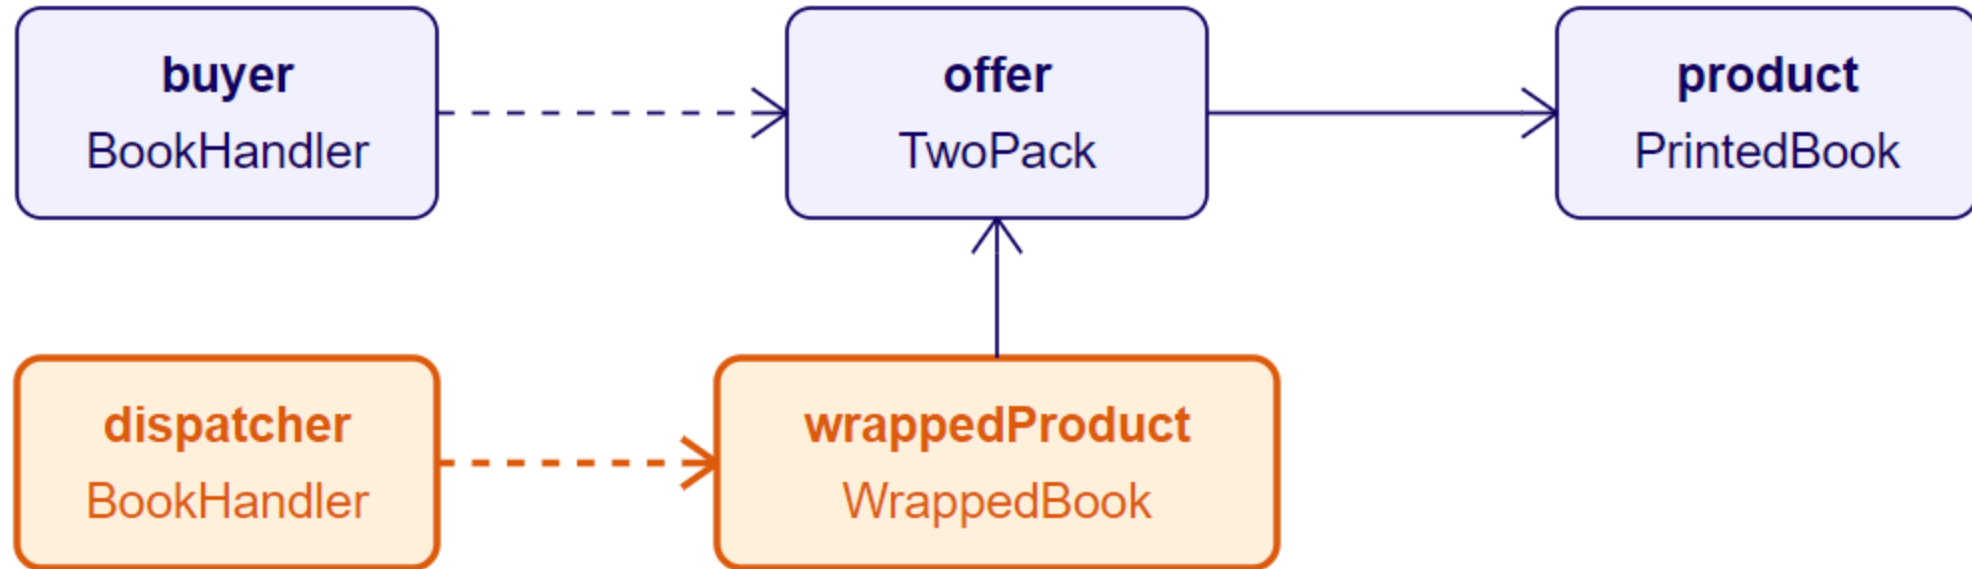 buyer
BookHandler
offer
TwoPack
product
PrintedBook
dispatcher
BookHandler
wrappedProduct
WrappedBook